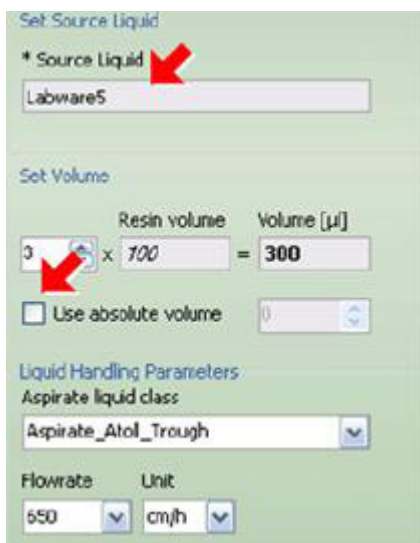 Set Source Liquid
* Source Liquid
Labware5
Set Volume
Resin volume Volume [µl]
3 x 100 = 300
Use absolute volume 0
Liquid Handling Parameters
Aspirate liquid class
Aspirate_Atoll_Trough
Flowrate Unit
650 cm/h